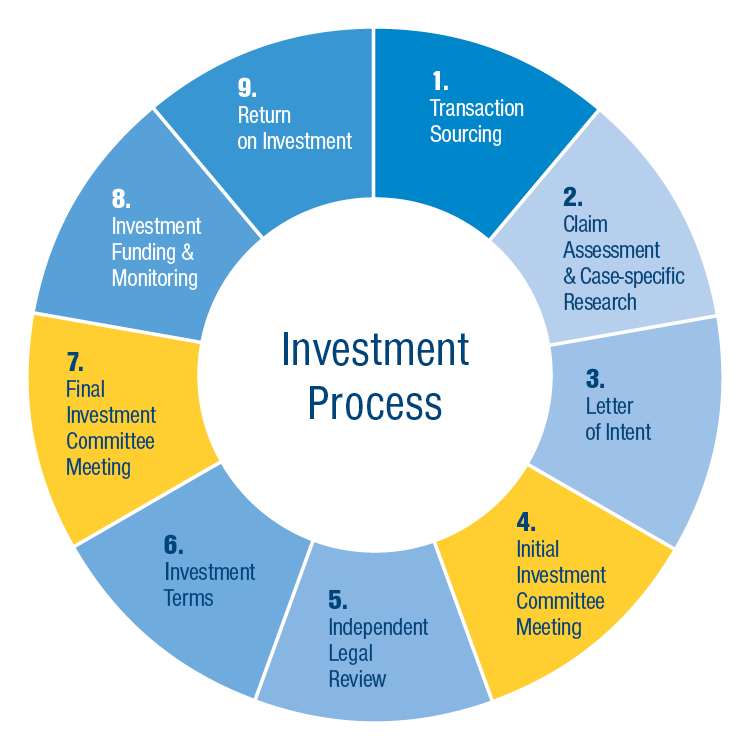 Investment
Process
1.
Transaction
Sourcing
2.
Claim
Assessment
& Case-specific
Research
3.
Letter
of Intent
4.
Initial
Investment
Committee
Meeting
5.
Independent
Legal
Review
6.
Investment
Terms
7.
Final
Investment
Committee
Meeting
8.
Investment
Funding &
Monitoring
9.
Return
on Investment